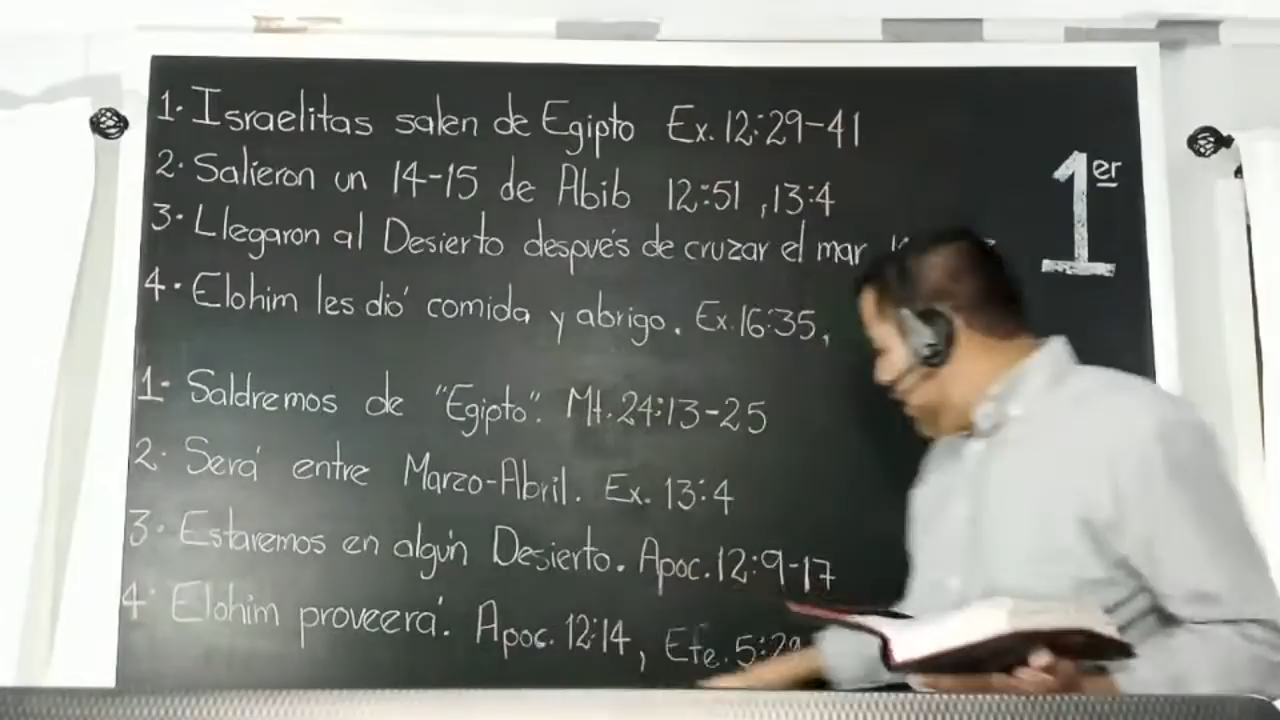 1. Israelitas salen de Egipto Ex. 12:29-41
2. Salieron un 14-15 de Abib 12:51 ,13:4
3. Llegaron al Desierto después de cruzar el mar
4. Elohim les dió comida y abrigo. Ex. 16:35,
1er
1. Saldremos de "Egipto". Mt. 24:13-25
2. Será entre Marzo-Abril. Ex. 13:4
3. Estaremos en algún Desierto. Apoc. 12:9-17
4. Elohim proveerá. Apoc. 12:14, Efe. 5:29